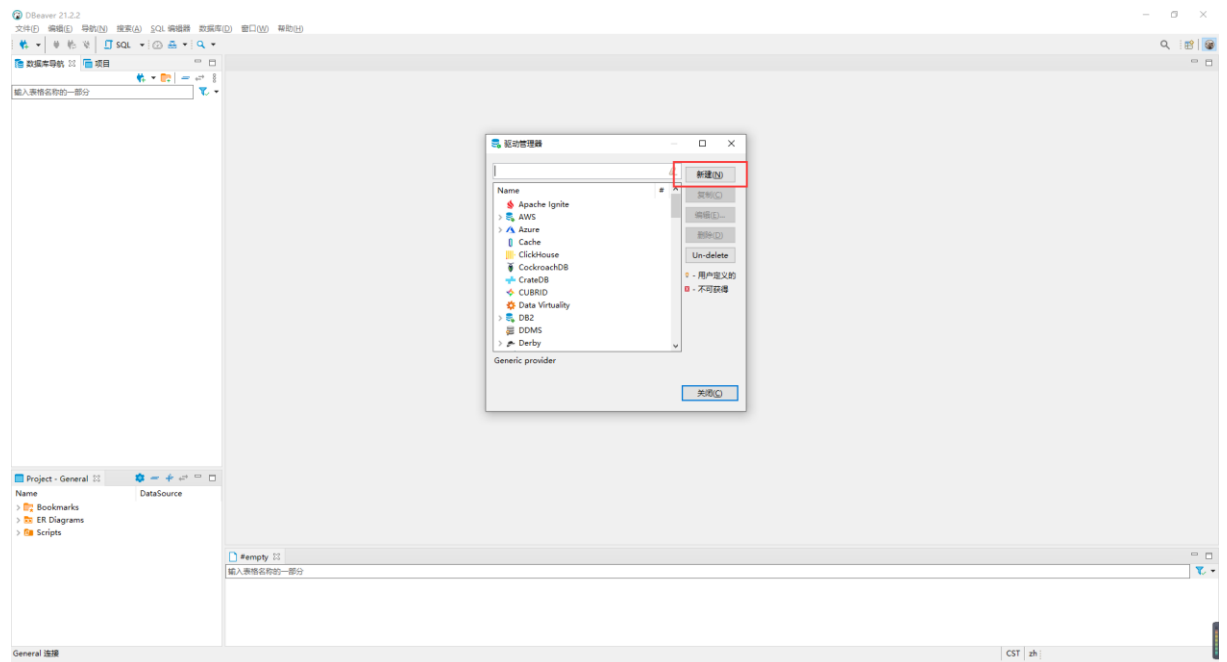 DBeaver 21.2.2
文件(F) 编辑(E) 导航(N) 搜索(A) SQL 编辑器 数据库(D) 窗口(W) 帮助(H)
SQL
数据库导航 项目
输入表格名称的一部分
驱动管理器
新建(N)
Name #
复制(C)
Apache Ignite
AWS
编辑(E)...
Azure
删除(D)
Cache
ClickHouse
Un-delete
CockroachDB
- 用户定义的
CrateDB
- 不可获得
CUBRID
Data Virtuality
DB2
DDMS
Derby
Generic provider
关闭(C)
Project - General
Name DataSource
Bookmarks
ER Diagrams
Scripts
#empty
输入表格名称的一部分
General 连接
CST zh